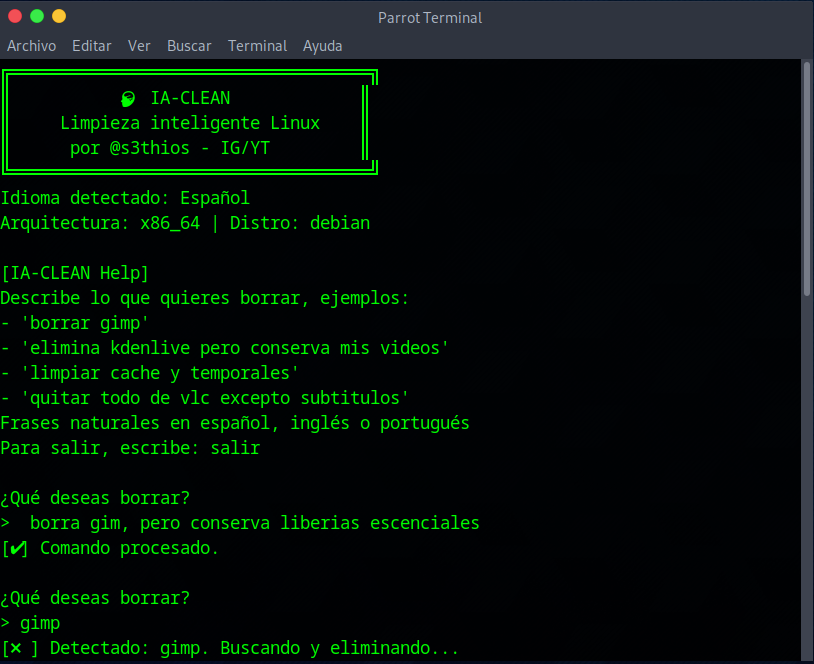 Parrot Terminal
Archivo Editar Ver Buscar Terminal Ayuda
IA-CLEAN
Limpieza inteligente Linux
por @s3thios - IG/YT
Idioma detectado: Español
Arquitectura: x86_64 | Distro: debian
[IA-CLEAN Help]
Describe lo que quieres borrar, ejemplos:
- 'borrar gimp'
- 'elimina kdenlive pero conserva mis videos'
- 'limpiar cache y temporales'
- 'quitar todo de vlc excepto subtitulos'
Frases naturales en español, inglés o portugués
Para salir, escribe: salir
¿Qué deseas borrar?
>  borra gim, pero conserva liberias escenciales
[✔] Comando procesado.
¿Qué deseas borrar?
> gimp
[✖ ] Detectado: gimp. Buscando y eliminando...